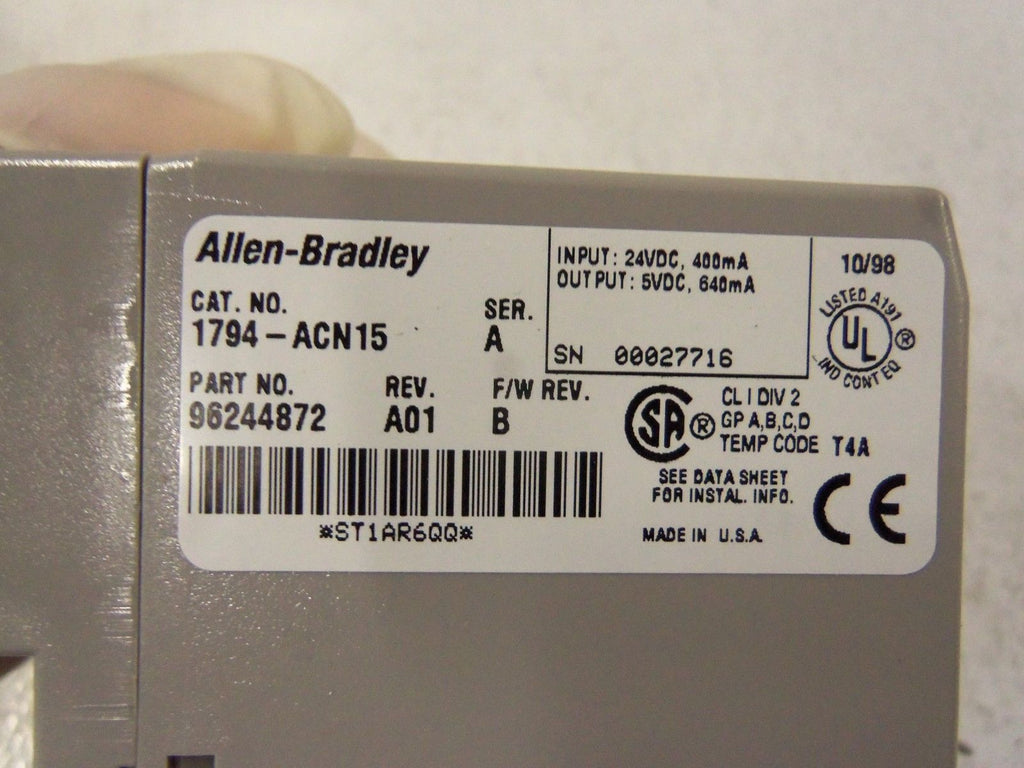 Allen-Bradley
CAT. NO.
1794-ACN15
SER.
A
PART NO.
96244872
REV.
A01
F/W REV.
B
*ST1AR6QQ*
INPUT: 24VDC, 400mA
OUTPUT: 5VDC, 640mA
SN 00027716
10/98
LISTED A191
UL ®
IND CONT EQ
SA ®
CL I DIV 2
GP A,B,C,D
TEMP CODE T4A
SEE DATA SHEET
FOR INSTAL. INFO.
MADE IN U.S.A.
CE